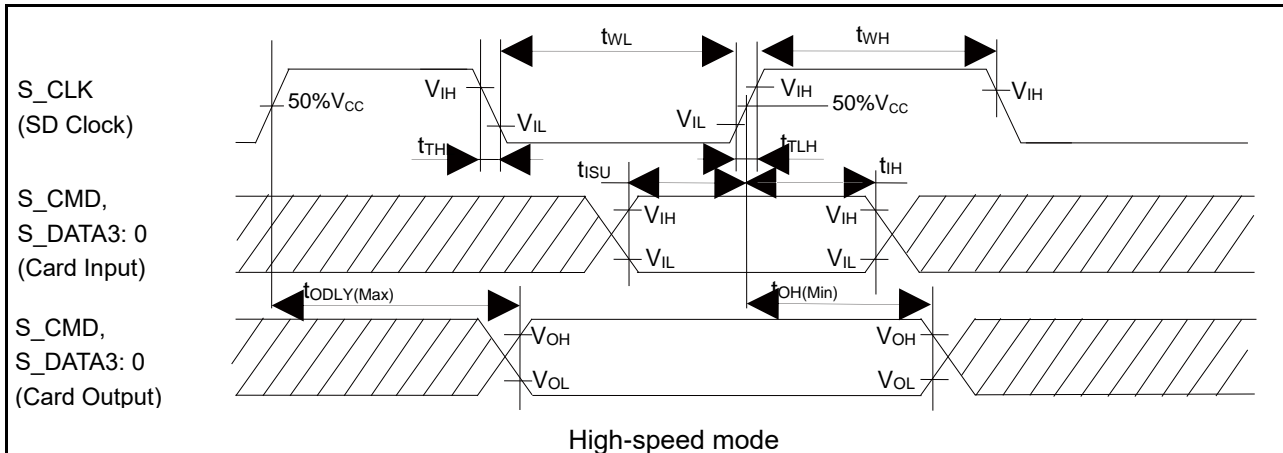 tWL
tWH
S_CLK
(SD Clock)
50%VCC
VIH
VIL
VIL
VIH
50%VCC
VIH
tTH
tTLH
tISU
tIH
S_CMD,
S_DATA3: 0
(Card Input)
VIH
VIL
VIH
VIL
tODLY(Max)
tOH(Min)
S_CMD,
S_DATA3: 0
(Card Output)
VOH
VOL
VOH
VOL
High-speed mode